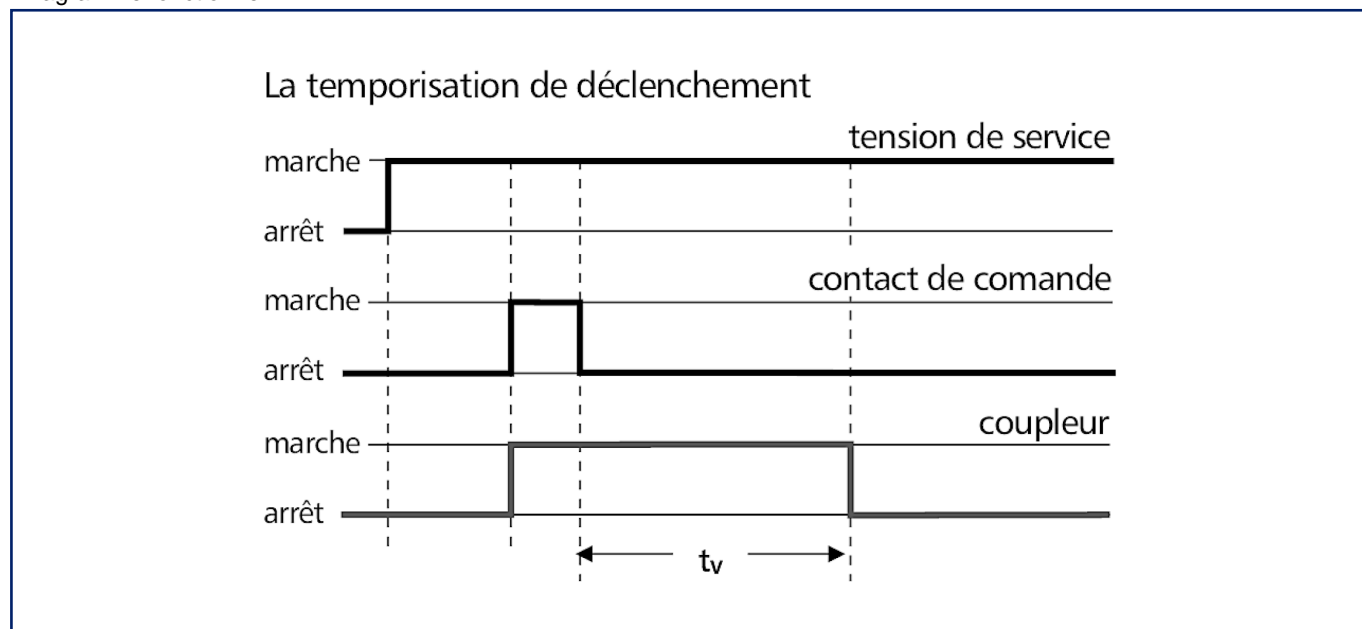 La temporisation de déclenchement
tension de service
marche
arrêt
contact de comande
marche
arrêt
coupleur
marche
arrêt
tv